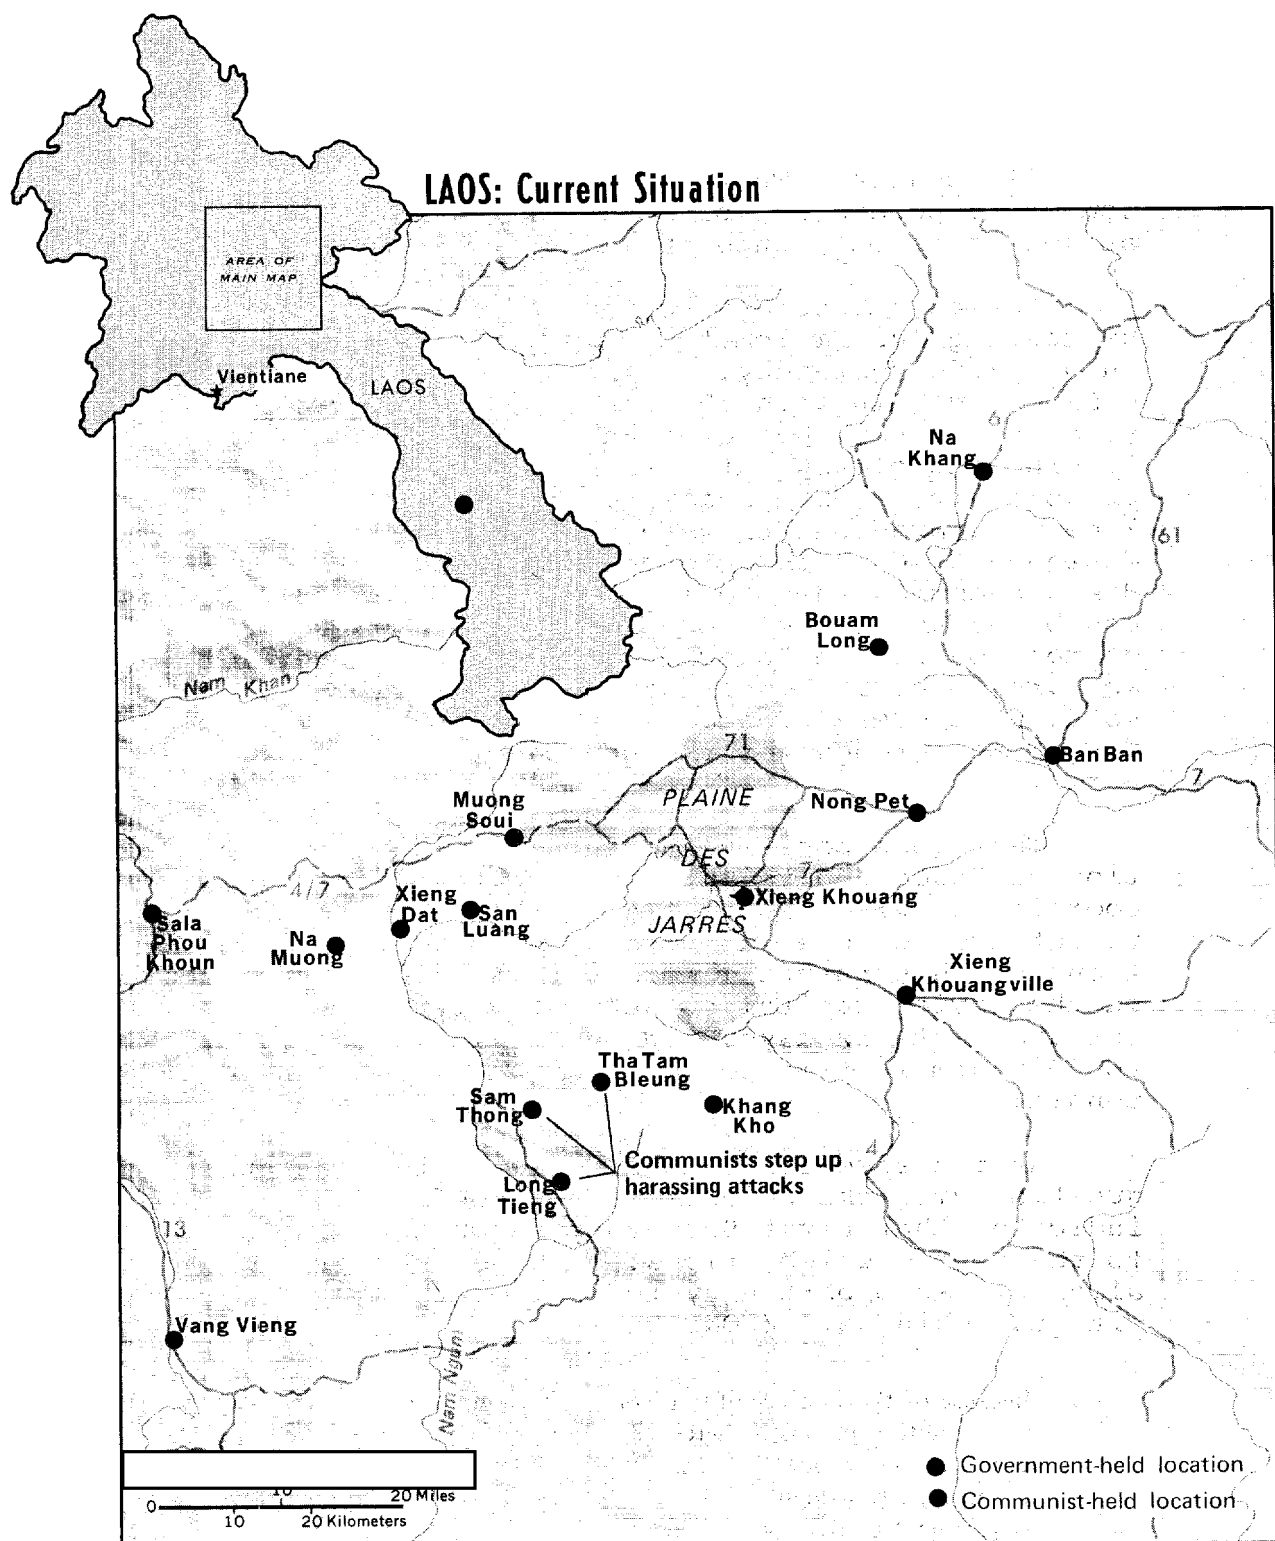 LAOS: Current Situation
AREA OF
MAIN MAP
Vientiane
LAOS
6
Na
Khang
61
Bouam
Long
Nam Khan
71
Ban Ban
7
PLAINE
Nong Pet
Muong
Soui
DES
7
4/7
Xieng
Dat
San
Luang
Xieng Khouang
JARRES
Sala
Phou
Khoun
Na
Muong
Xieng
Khouangville
Tha Tam
Bleung
Sam
Thong
Khang
Kho
4
Communists step up
harassing attacks
Long
Tieng
13
Vang Vieng
Nam Ngum
Government-held location
Communist-held location
10
20 Miles
0
10
20 Kilometers